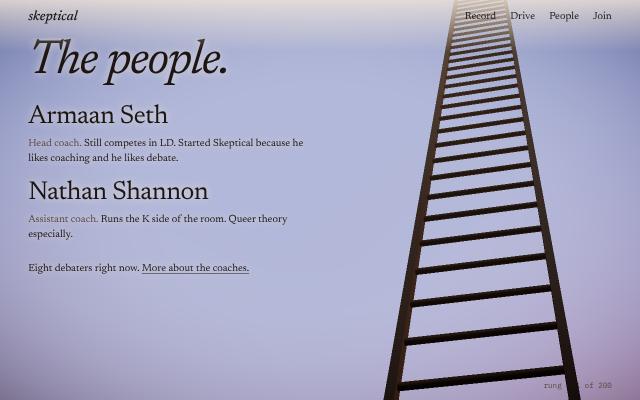 skeptical
Record Drive People Join
The people.
Armaan Seth
Head coach. Still competes in LD. Started Skeptical because he
likes coaching and he likes debate.
Nathan Shannon
Assistant coach. Runs the K side of the room. Queer theory
especially.
Eight debaters right now. More about the coaches.
rung of 200